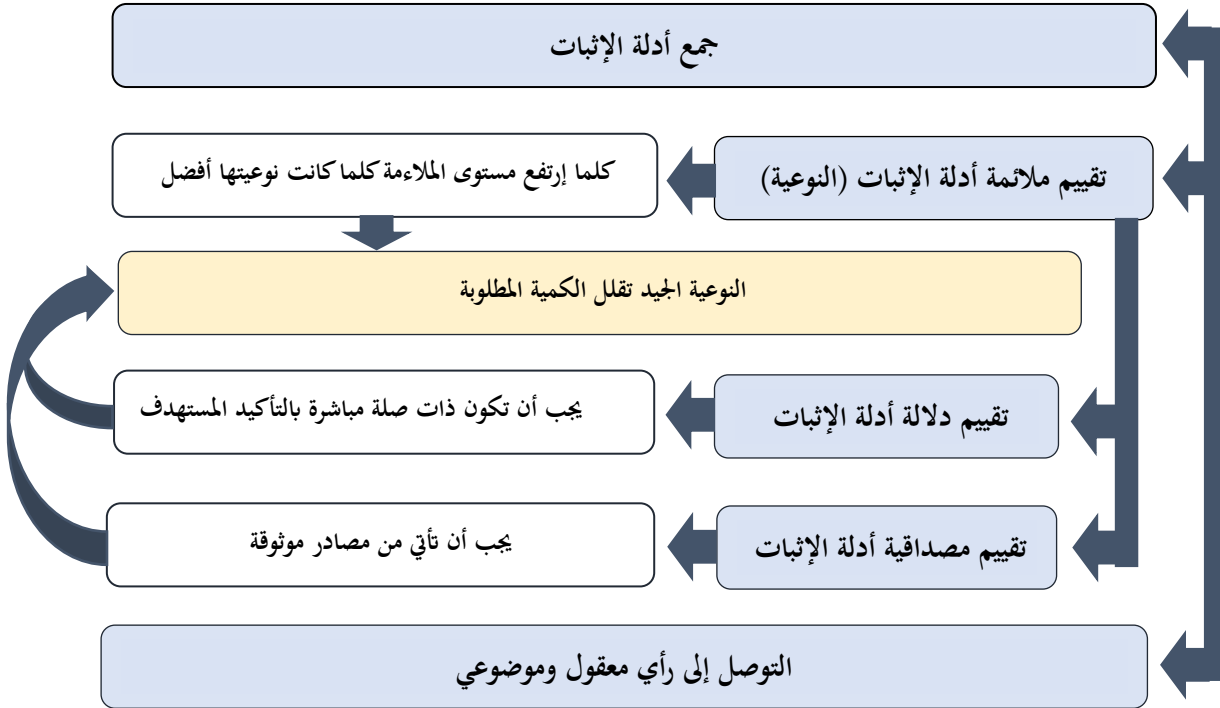 جمع أدلة الإثبات
تقييم ملائمة أدلة الإثبات (النوعية)
كلما إرتفع مستوى الملاءمة كلما كانت نوعيتها أفضل
النوعية الجيد تقلل الكمية المطلوبة
تقييم دلالة أدلة الإثبات
يجب أن تكون ذات صلة مباشرة بالتأكيد المستهدف
تقييم مصداقية أدلة الإثبات
يجب أن تأتي من مصادر موثوقة
التوصل إلى رأي معقول وموضوعي